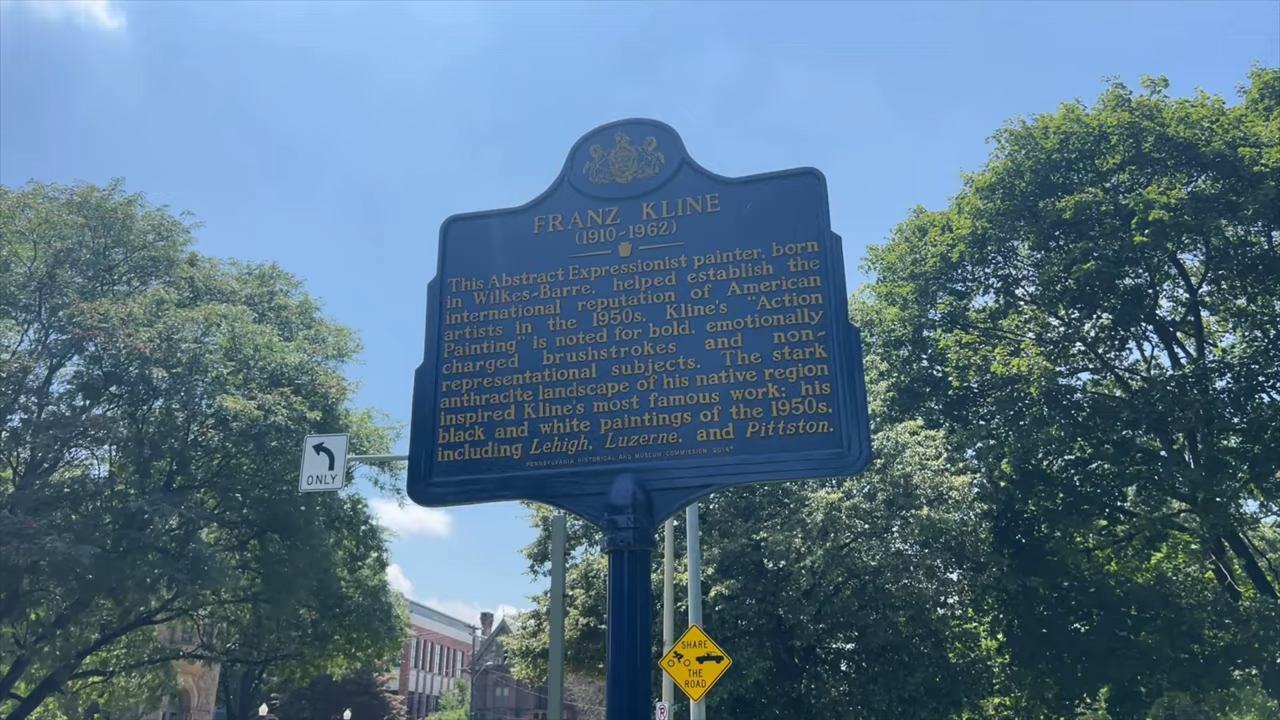 FRANZ KLINE
(1910-1962)
This Abstract Expressionist painter, born
in Wilkes-Barre, helped establish the
international reputation of American
artists in the 1950s. Kline's "Action
Painting" is noted for bold, emotionally
charged brushstrokes and non-
representational subjects. The stark
anthracite landscape of his native region
inspired Kline's most famous work: his
black and white paintings of the 1950s,
including Lehigh, Luzerne, and Pittston.
PENNSYLVANIA HISTORICAL AND MUSEUM COMMISSION 2014
ONLY
SHARE
THE
ROAD